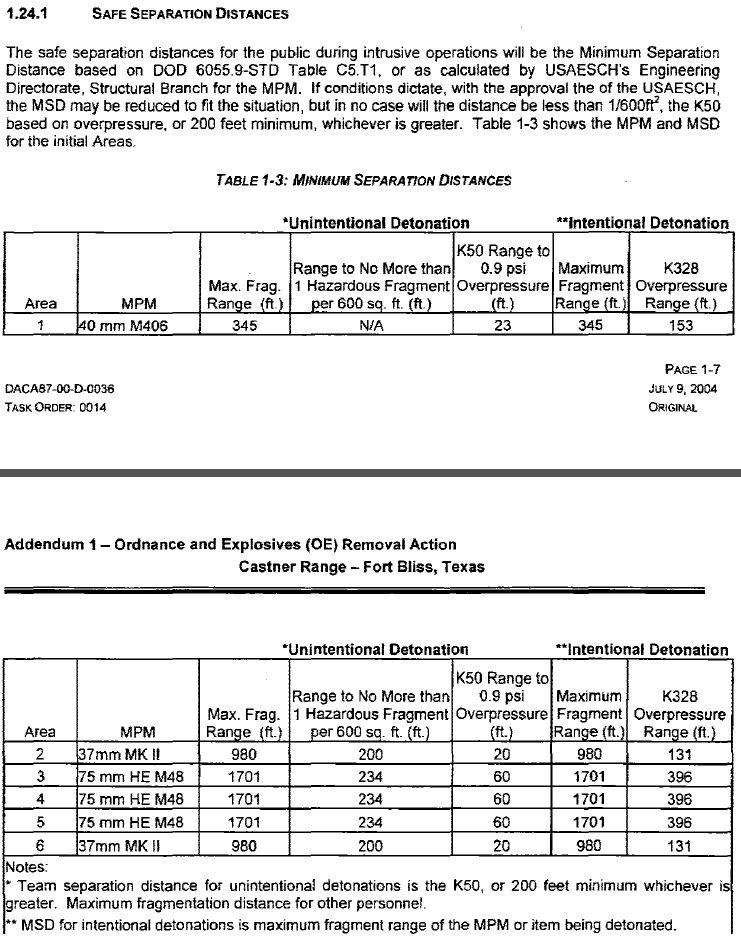 1.24.1 SAFE SEPARATION DISTANCES
The safe separation distances for the public during intrusive operations will be the Minimum Separation
Distance based on DOD 6055.9-STD Table C5.T1, or as calculated by USAESCH's Engineering
Directorate, Structural Branch for the MPM. If conditions dictate, with the approval the of the USAESCH,
the MSD may be reduced to fit the situation, but in no case will the distance be less than 1/600ft², the K50
based on overpressure, or 200 feet minimum, whichever is greater. Table 1-3 shows the MPM and MSD
for the initial Areas.
TABLE 1-3: MINIMUM SEPARATION DISTANCES
*Unintentional Detonation **Intentional Detonation
K50 Range to
Range to No More than 0.9 psi Maximum K328
Max. Frag. 1 Hazardous Fragment Overpressure Fragment Overpressure
Area MPM Range (ft.) per 600 sq. ft. (ft.) (ft.) Range (ft.) Range (ft.)
1 40 mm M406 345 N/A 23 345 153
PAGE 1-7
DACA87-00-D-0036 JULY 9, 2004
TASK ORDER: 0014 ORIGINAL
Addendum 1 – Ordnance and Explosives (OE) Removal Action
Castner Range – Fort Bliss, Texas
*Unintentional Detonation **Intentional Detonation
K50 Range to
Range to No More than 0.9 psi Maximum K328
Max. Frag. 1 Hazardous Fragment Overpressure Fragment Overpressure
Area MPM Range (ft.) per 600 sq. ft. (ft.) (ft.) Range (ft.) Range (ft.)
2 37mm MK II 980 200 20 980 131
3 75 mm HE M48 1701 234 60 1701 396
4 75 mm HE M48 1701 234 60 1701 396
5 75 mm HE M48 1701 234 60 1701 396
6 37mm MK II 980 200 20 980 131
Notes:
* Team separation distance for unintentional detonations is the K50, or 200 feet minimum whichever is
greater. Maximum fragmentation distance for other personnel.
** MSD for intentional detonations is maximum fragment range of the MPM or item being detonated.